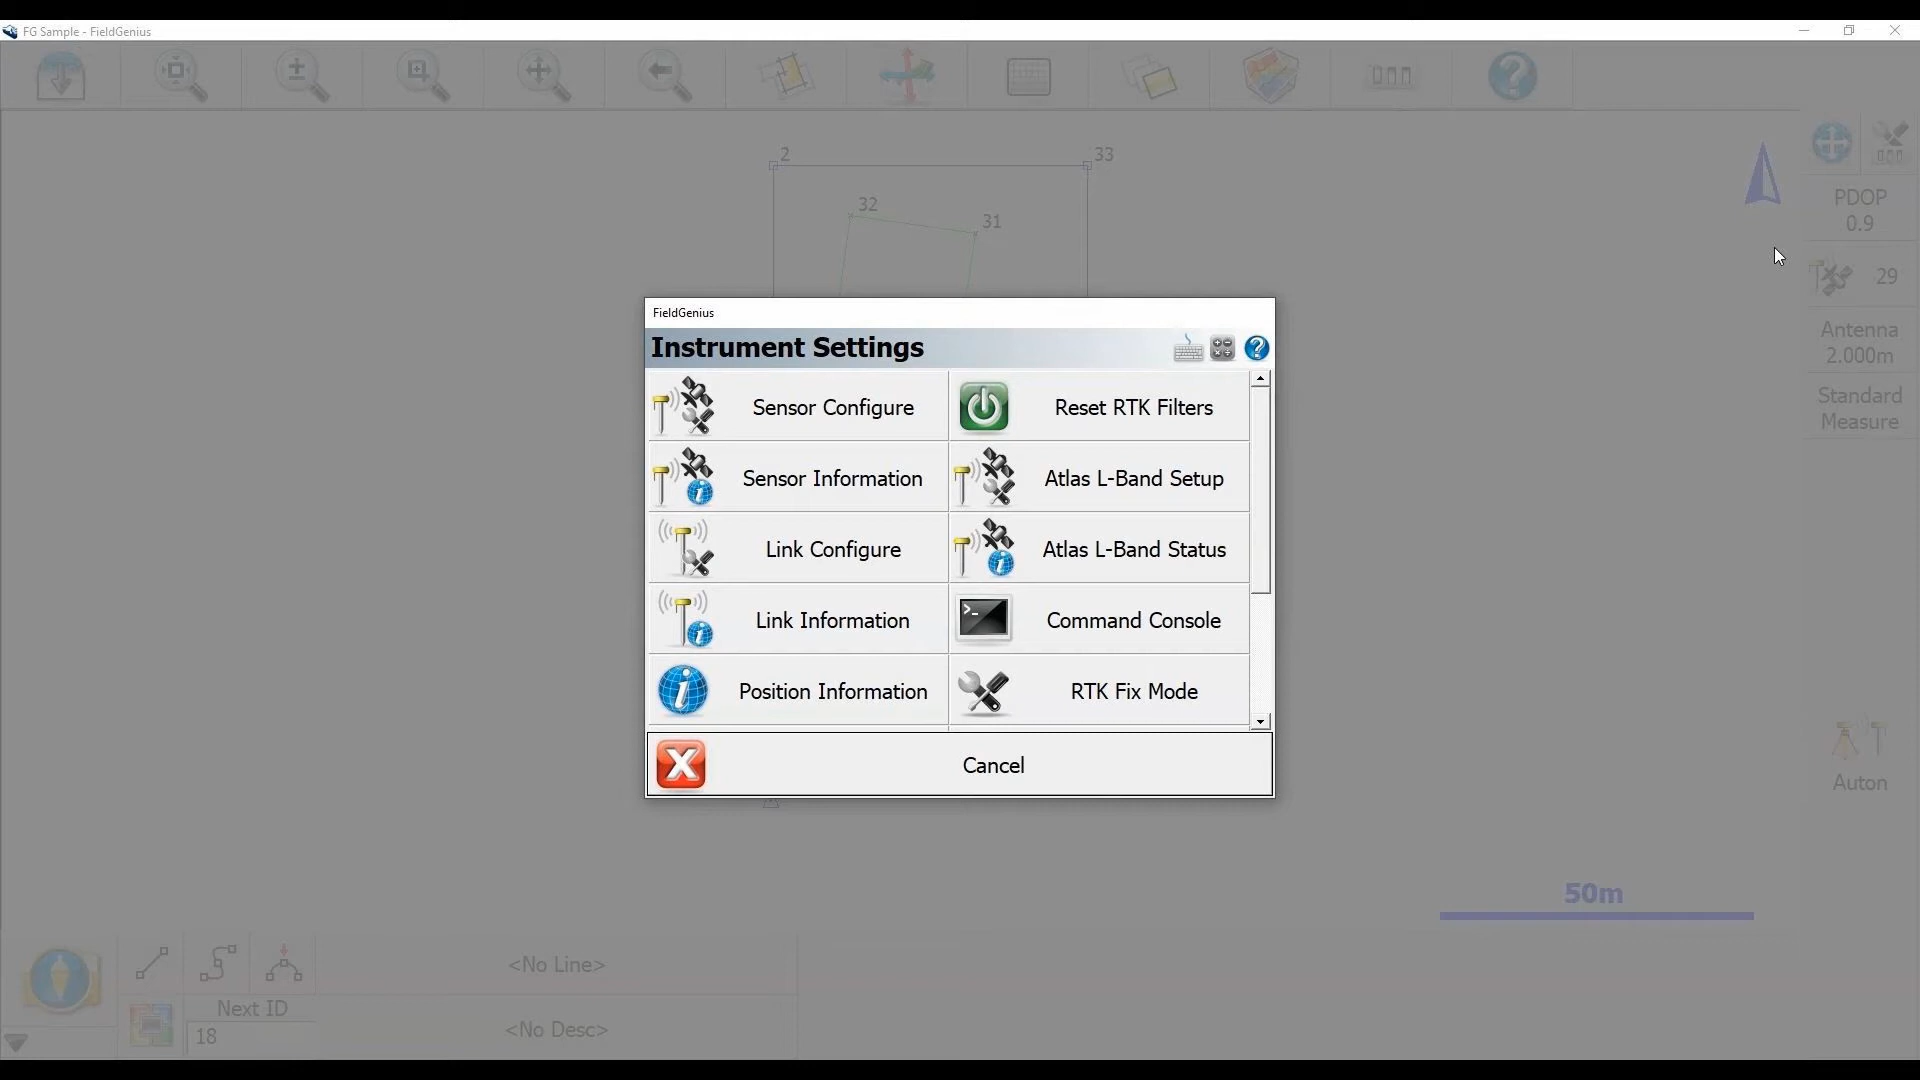 FG Sample - FieldGenius
2
33
32
31
PDOP
0.9
29
Antenna
2.000m
Standard
Measure
FieldGenius
Instrument Settings
Sensor Configure
Reset RTK Filters
Sensor Information
Atlas L-Band Setup
Link Configure
Atlas L-Band Status
Link Information
Command Console
Position Information
RTK Fix Mode
Cancel
Auton
50m
<No Line>
Next ID
18
<No Desc>